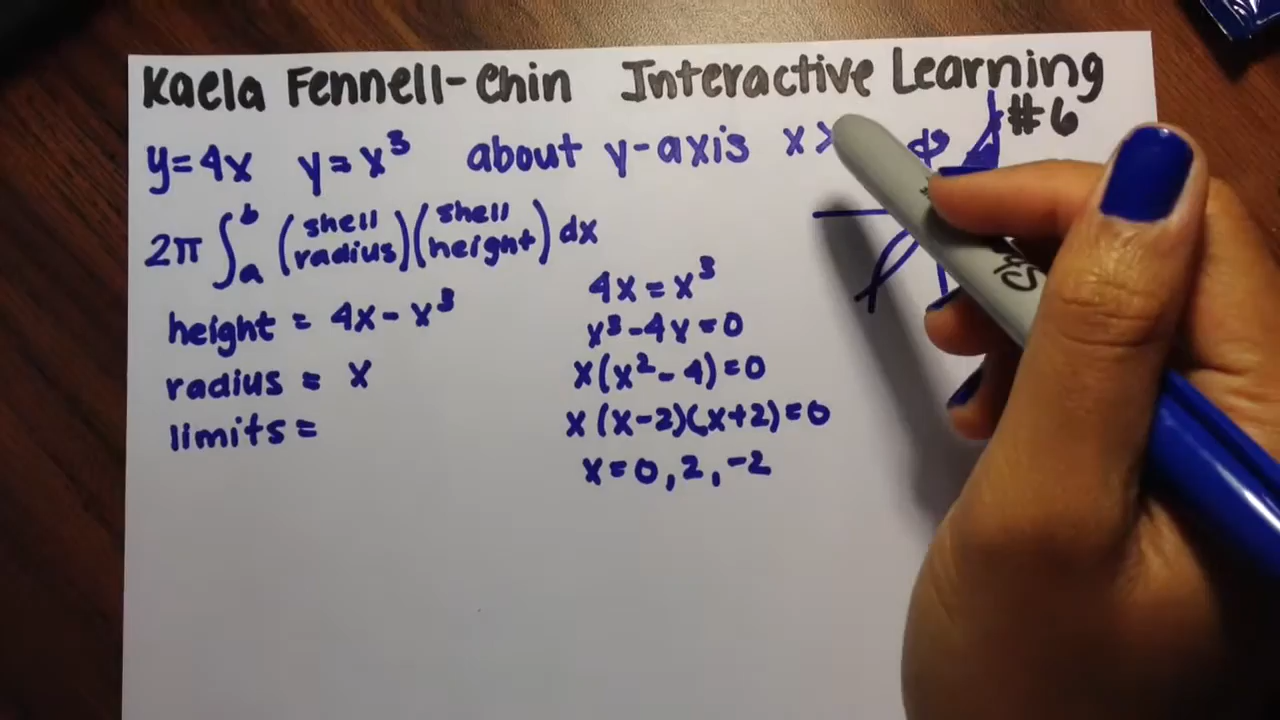 Kaela Fennell-Chin Interactive Learning
#6
y=4x y=x³ about y-axis x >
2π ∫ₐᵇ (shell radius)(shell height) dx
height = 4x - x³
radius = x
limits =
4x = x³
x³-4x=0
x(x²-4)=0
x(x-2)(x+2)=0
x=0,2,-2